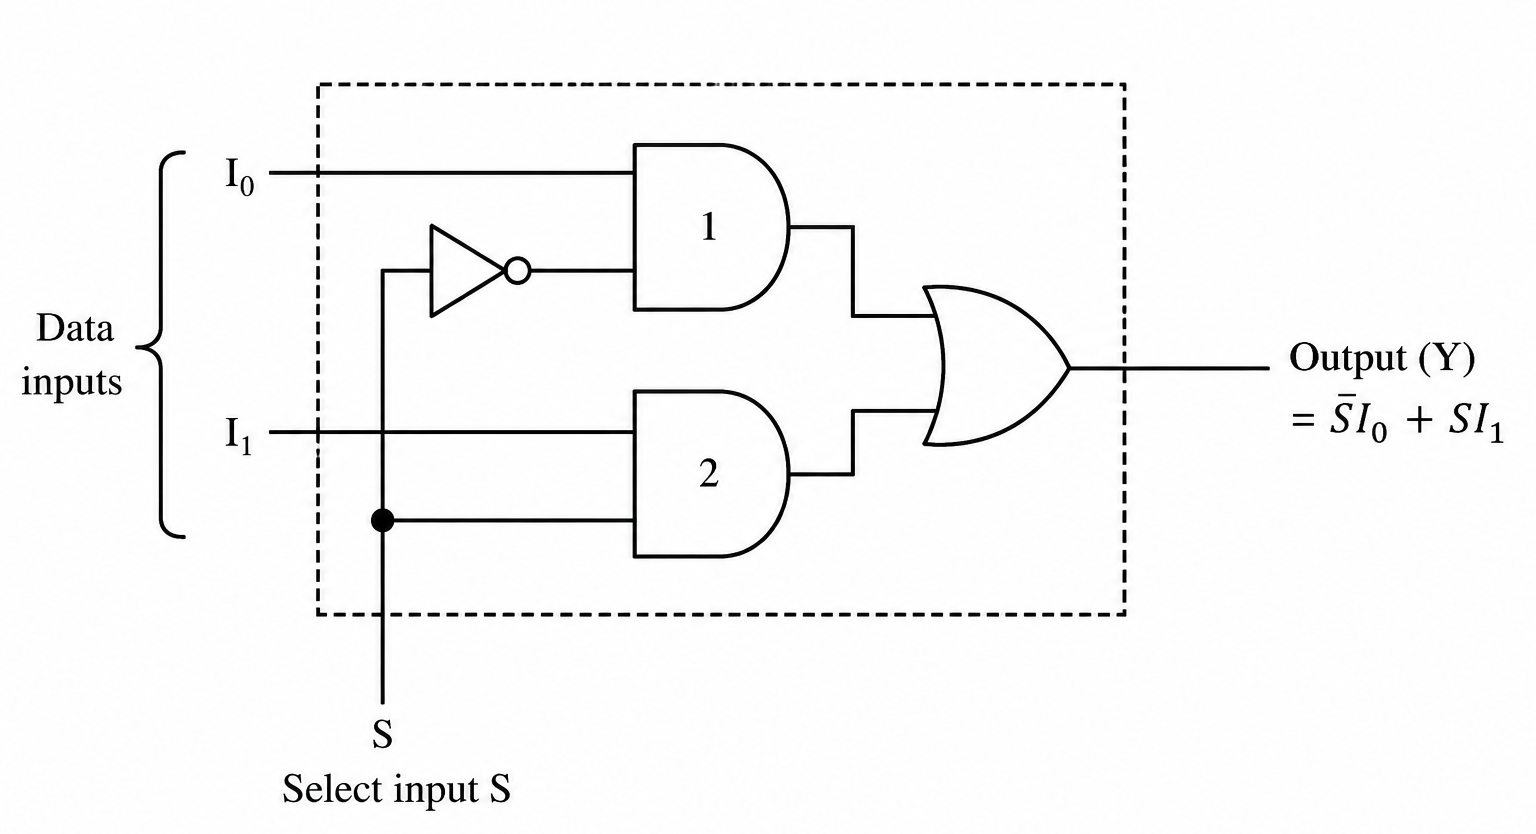 I₀
1
Data
inputs
Output (Y)
= S̄I₀ + SI₁
I₁
2
S
Select input S